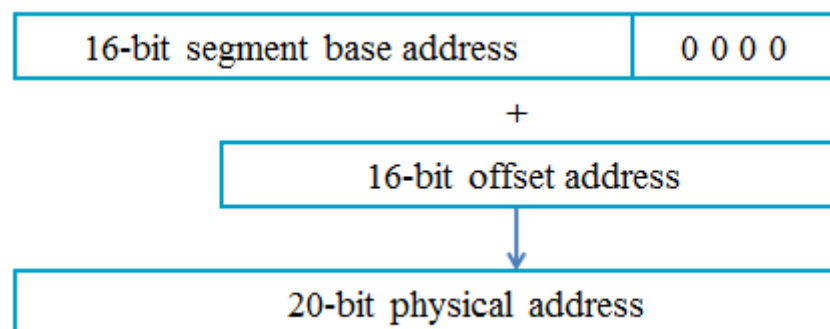 16-bit segment base address 0 0 0 0
+
16-bit offset address
20-bit physical address